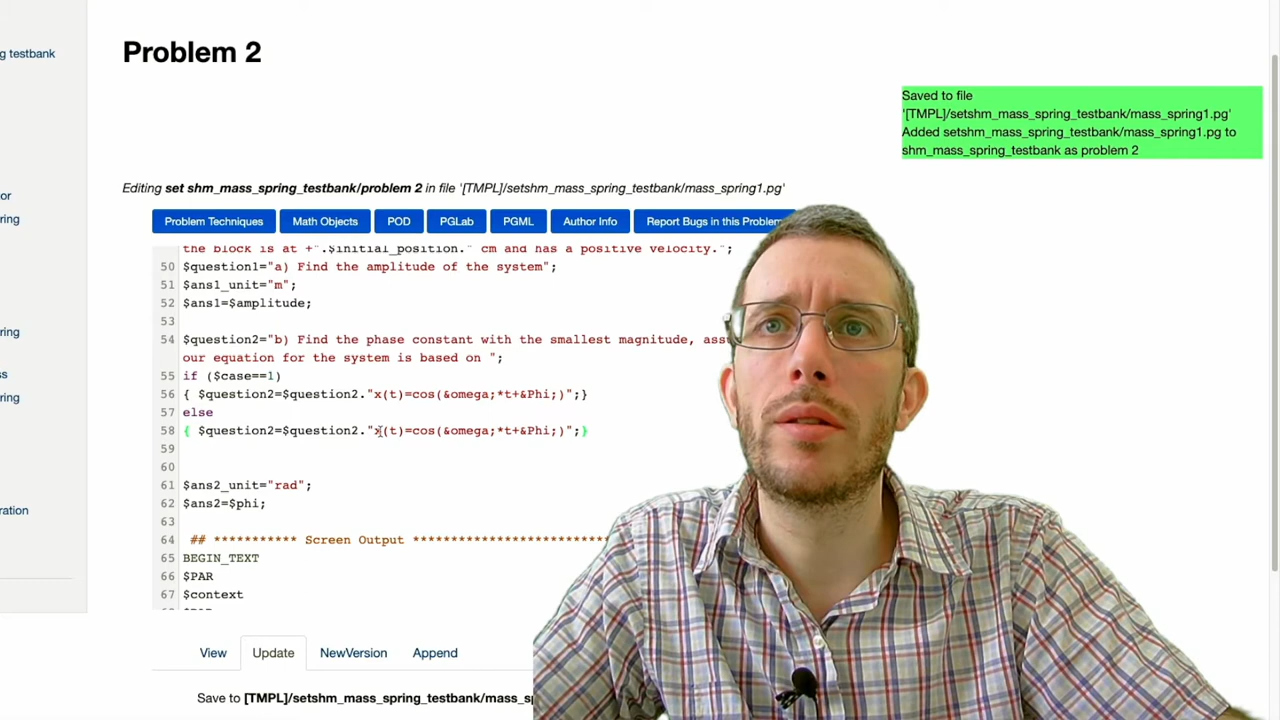 Problem 2
g testbank
Saved to file
'[TMPL]/setshm_mass_spring_testbank/mass_spring1.pg'
Added setshm_mass_spring_testbank/mass_spring1.pg to
shm_mass_spring_testbank as problem 2
Editing set shm_mass_spring_testbank/problem 2 in file '[TMPL]/setshm_mass_spring_testbank/mass_spring1.pg'
or
ring
ring
ss
ring
ration
Problem Techniques Math Objects POD PGLab PGML Author Info Report Bugs in this Problem
the block is at +".$initial_position." cm and has a positive velocity.";
50 $question1="a) Find the amplitude of the system";
51 $ans1_unit="m";
52 $ans1=$amplitude;
53
54 $question2="b) Find the phase constant with the smallest magnitude, ass
our equation for the system is based on ";
55 if ($case==1)
56 { $question2=$question2."x(t)=cos(&omega;*t+&Phi;)";}
57 else
58 { $question2=$question2."x(t)=cos(&omega;*t+&Phi;)";}
59
60
61 $ans2_unit="rad";
62 $ans2=$phi;
63
64 ## *********** Screen Output **************************
65 BEGIN_TEXT
66 $PAR
67 $context
View Update NewVersion Append
Save to [TMPL]/setshm_mass_spring_testbank/mass_sp